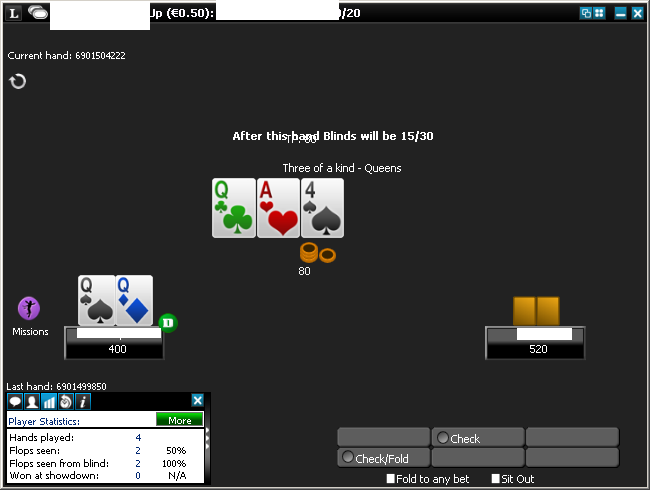 L Up (€0.50): 0/20
Current hand: 6901504222
After this hand Blinds will be 15/30
Three of a kind - Queens
Q A 4
80
Q Q
D
Missions
400
520
Last hand: 6901499850
i
Player Statistics: More
Hands played: 4
Flops seen: 2 50%
Flops seen from blind: 2 100%
Won at showdown: 0 N/A
Check
Check/Fold
Fold to any bet Sit Out